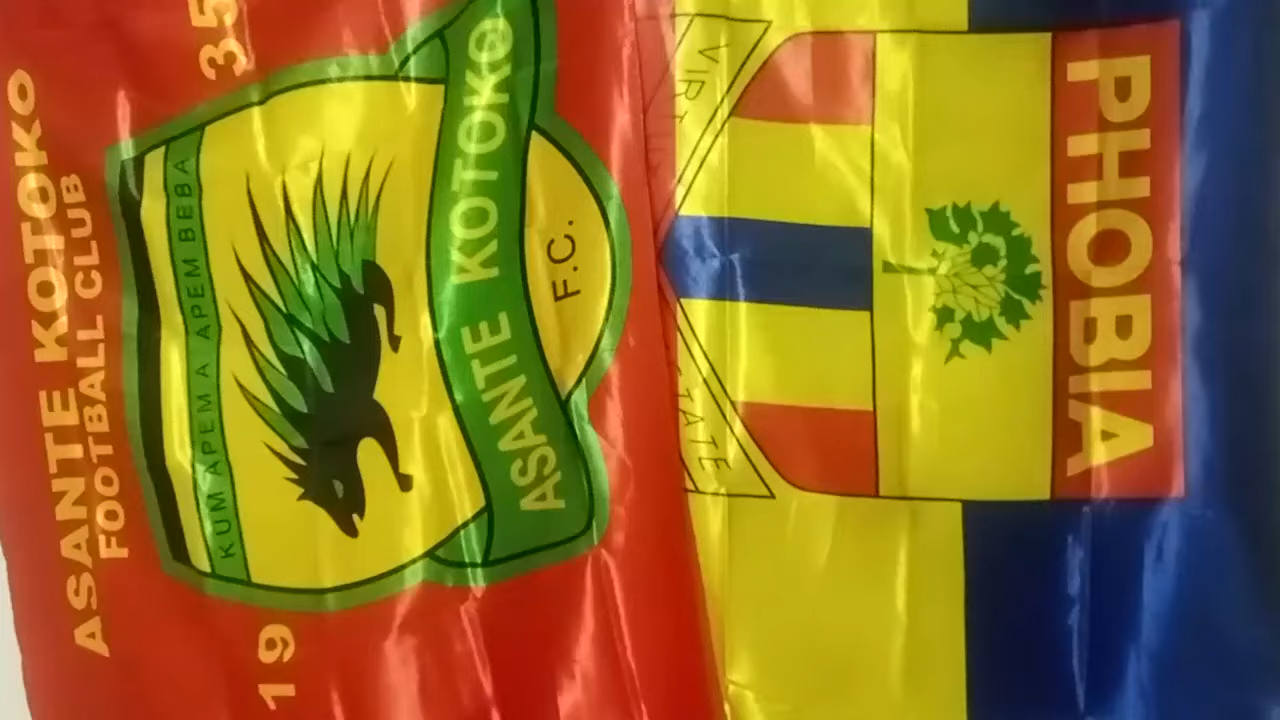 PHOBIA
F.C.
ASANTE KOTOKO
KUM APEM A APEM BEBA
19 35
ASANTE KOTOKO
FOOTBALL CLUB